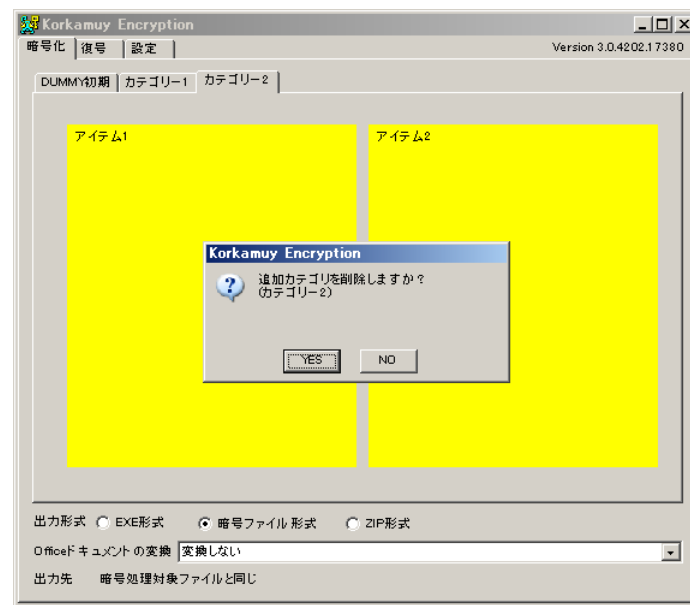 Korkamuy Encryption
暗号化 復号 設定 Version 3.0.4202.17380
DUMMY初期 カテゴリー1 カテゴリー2
アイテム1 アイテム2
Korkamuy Encryption
追加カテゴリを削除しますか？
(カテゴリー2)
YES NO
出力形式 EXE形式 暗号ファイル形式 ZIP形式
Officeドキュメントの変換 変換しない
出力先 暗号処理対象ファイルと同じ